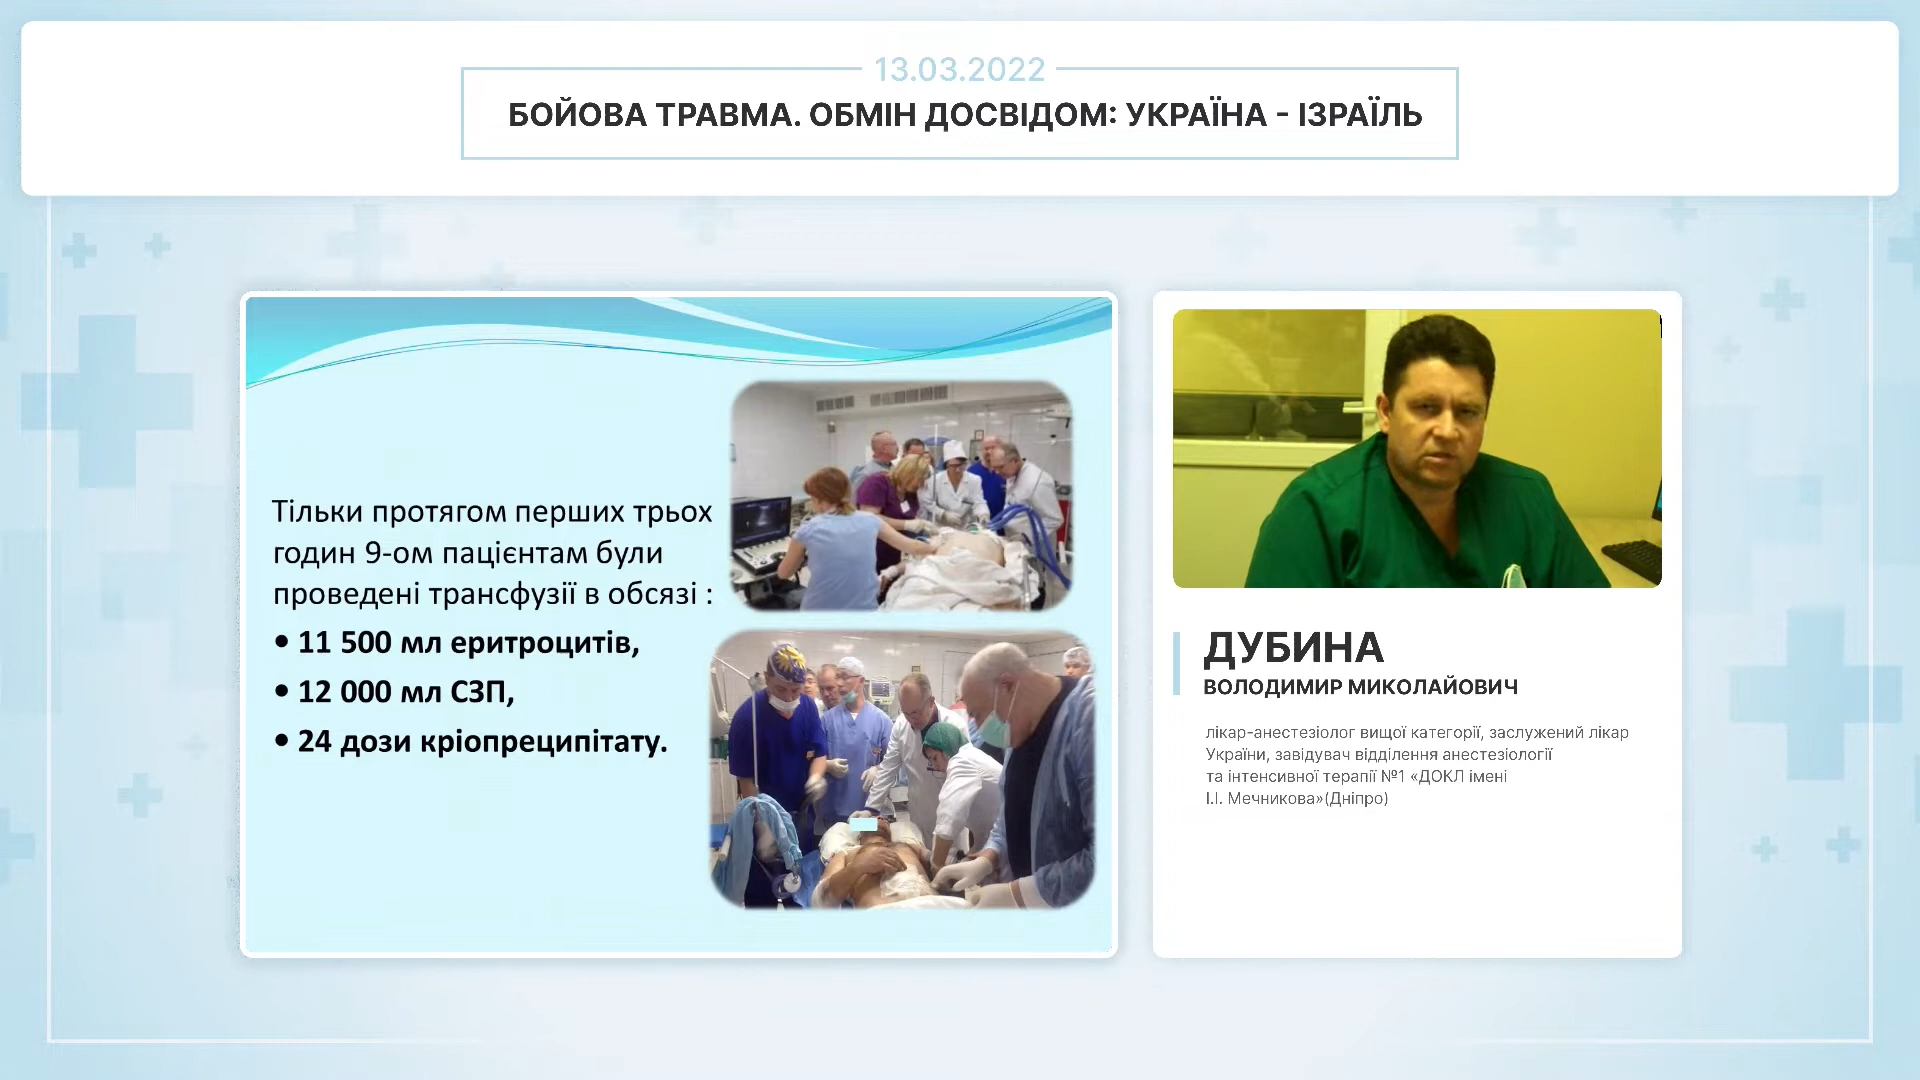 13.03.2022
БОЙОВА ТРАВМА. ОБМІН ДОСВІДОМ: УКРАЇНА - ІЗРАЇЛЬ
Тільки протягом перших трьох
годин 9-ом пацієнтам були
проведені трансфузії в обсязі :
• 11 500 мл еритроцитів,
• 12 000 мл СЗП,
• 24 дози кріопреципітату.
ДУБИНА
ВОЛОДИМИР МИКОЛАЙОВИЧ
лікар-анестезіолог вищої категорії, заслужений лікар
України, завідувач відділення анестезіології
та інтенсивної терапії №1 «ДОКЛ імені
І.І. Мечникова»(Дніпро)